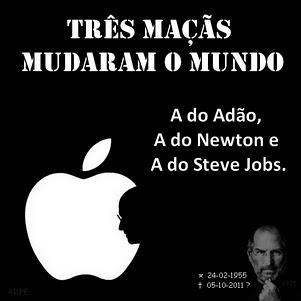 TRÊS MAÇÃS
MUDARAM O MUNDO
A do Adão,
A do Newton e
A do Steve Jobs.
* 24-02-1955
† 05-10-2011 ?